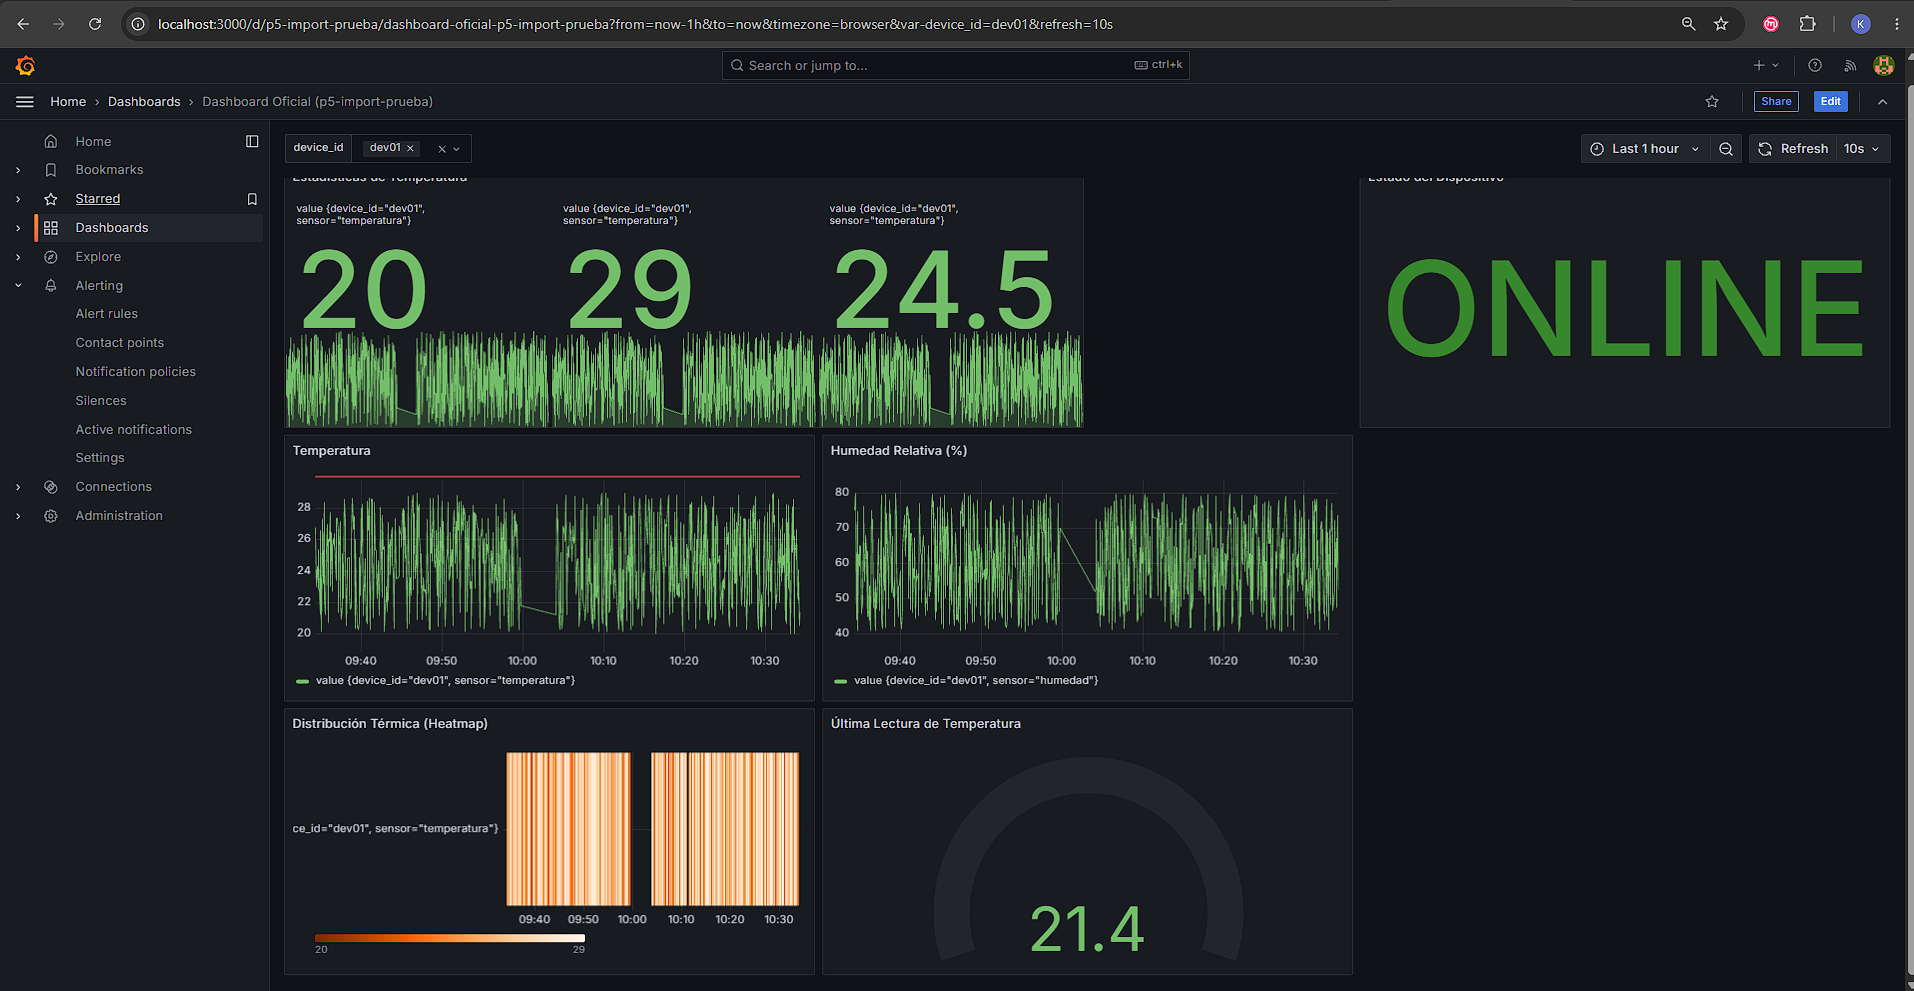 localhost:3000/d/p5-import-prueba/dashboard-oficial-p5-import-prueba?from=now-1h&to=now&timezone=browser&var-device_id=dev01&refresh=10s
K
Search or jump to...
ctrl+k
Home › Dashboards › Dashboard Oficial (p5-import-prueba)
Share
Edit
Home
Bookmarks
Starred
Dashboards
Explore
Alerting
Alert rules
Contact points
Notification policies
Silences
Active notifications
Settings
Connections
Administration
device_id
dev01
Last 1 hour
Refresh
10s
Estadísticas de Temperatura
value {device_id="dev01",
sensor="temperatura"}
20
value {device_id="dev01",
sensor="temperatura"}
29
value {device_id="dev01",
sensor="temperatura"}
24.5
Estado del Dispositivo
ONLINE
Temperatura
28
26
24
22
20
09:40 09:50 10:00 10:10 10:20 10:30
value {device_id="dev01", sensor="temperatura"}
Humedad Relativa (%)
80
70
60
50
40
09:40 09:50 10:00 10:10 10:20 10:30
value {device_id="dev01", sensor="humedad"}
Distribución Térmica (Heatmap)
ce_id="dev01", sensor="temperatura"}
09:40 09:50 10:00 10:10 10:20 10:30
20 29
Última Lectura de Temperatura
21.4